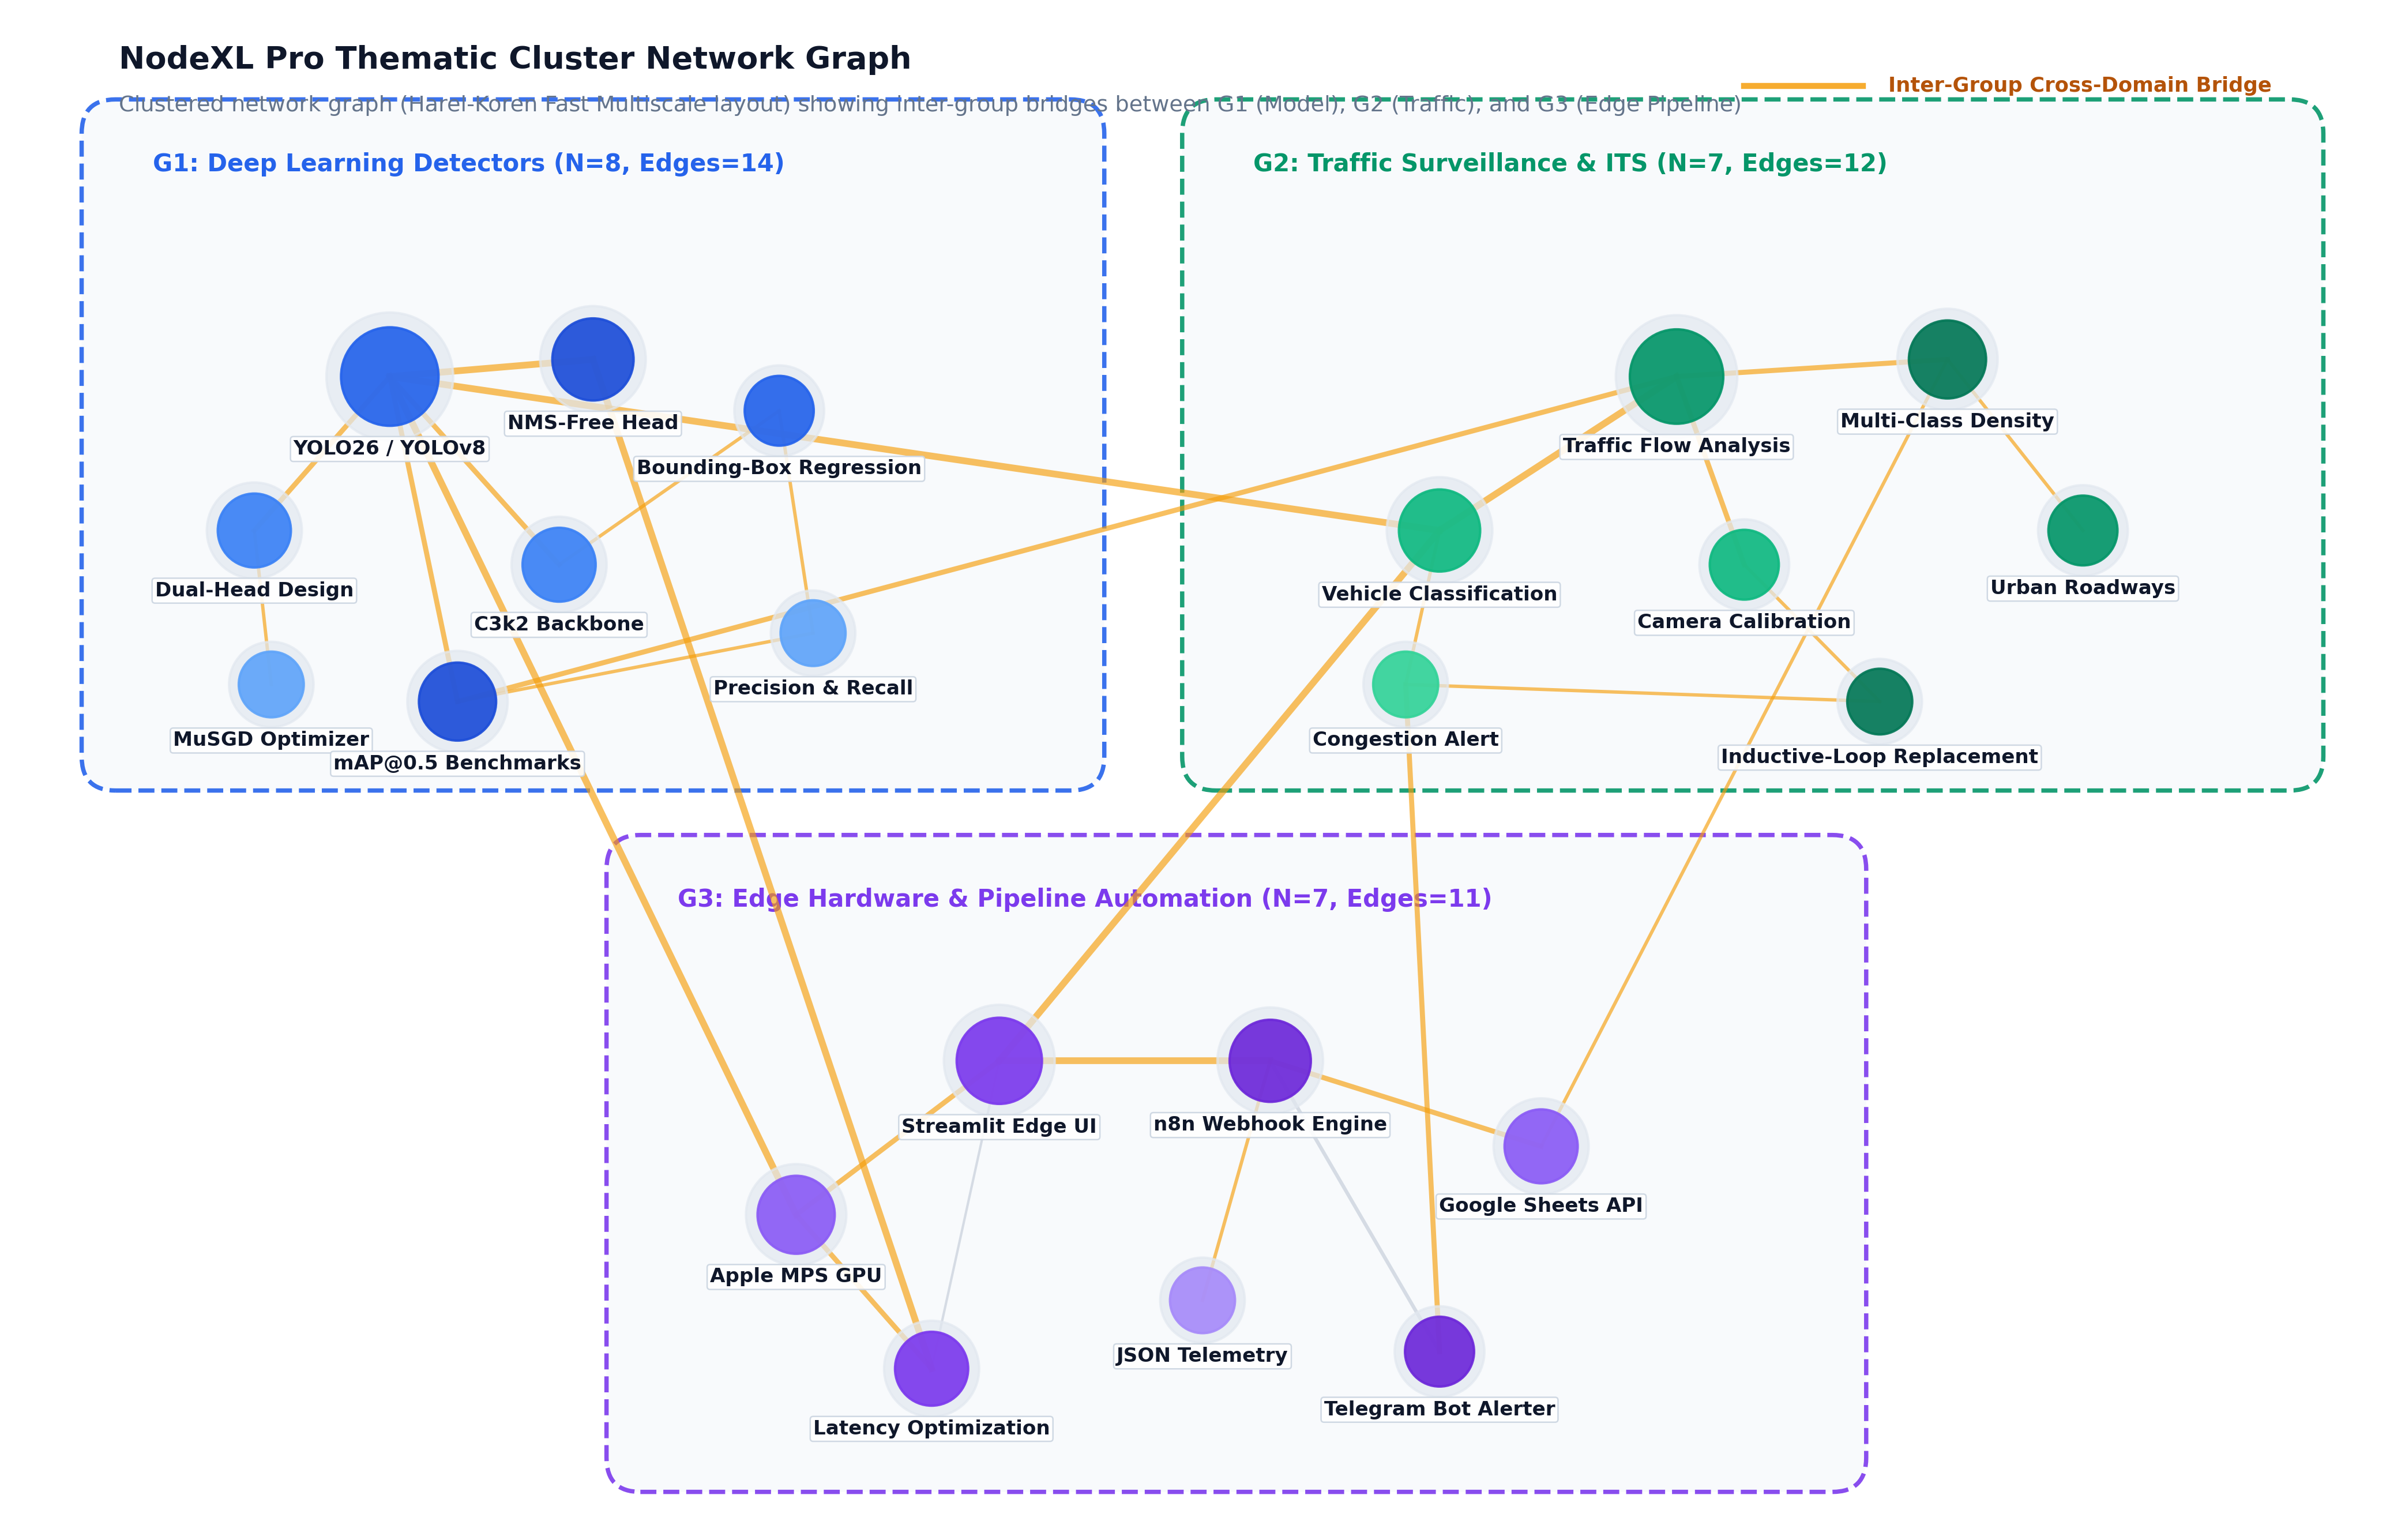 NodeXL Pro Thematic Cluster Network Graph
Inter-Group Cross-Domain Bridge
Clustered network graph (Harel-Koren Fast Multiscale layout) showing inter-group bridges between G1 (Model), G2 (Traffic), and G3 (Edge Pipeline)
G1: Deep Learning Detectors (N=8, Edges=14)
NMS-Free Head
YOLO26 / YOLOv8
Bounding-Box Regression
Dual-Head Design
C3k2 Backbone
Precision & Recall
MuSGD Optimizer
mAP@0.5 Benchmarks
G2: Traffic Surveillance & ITS (N=7, Edges=12)
Multi-Class Density
Traffic Flow Analysis
Urban Roadways
Vehicle Classification
Camera Calibration
Congestion Alert
Inductive-Loop Replacement
G3: Edge Hardware & Pipeline Automation (N=7, Edges=11)
Streamlit Edge UI
n8n Webhook Engine
Google Sheets API
Apple MPS GPU
JSON Telemetry
Telegram Bot Alerter
Latency Optimization